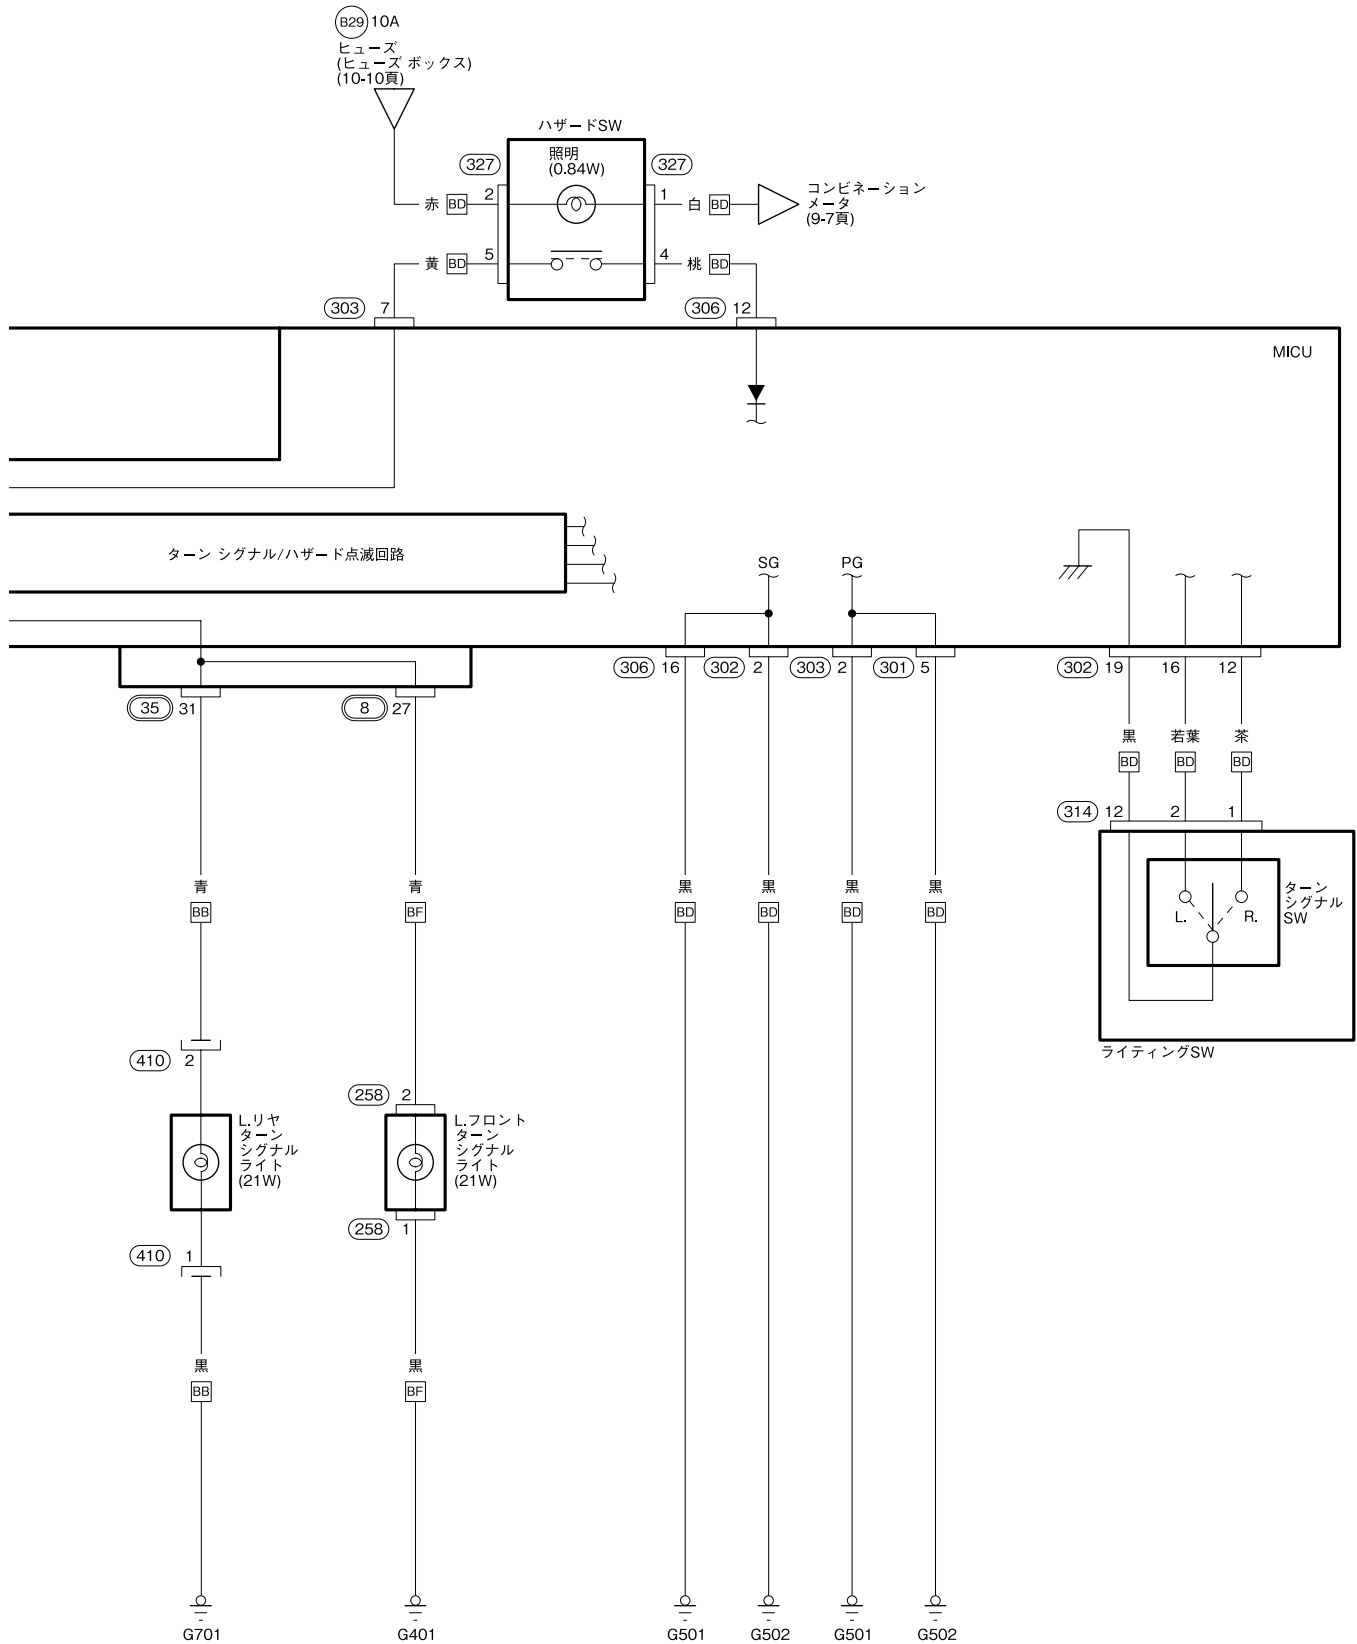 B29 10A
ヒューズ
(ヒューズ ボックス)
(10-10頁)
ハザードSW
327
照明
(0.84W)
327
赤 BD 2
1 白 BD
コンビネーション
メータ
(9-7頁)
黄 BD 5
4 桃 BD
303 7
306 12
MICU
ターン シグナル/ハザード点滅回路
SG
PG
306 16
302 2
303 2
301 5
302 19 16 12
35 31
8 27
黒 若葉 茶
BD BD BD
314 12 2 1
青 青 黒 黒 黒 黒
BB BF BD BD BD BD
L. R.
ターン
シグナル
SW
ライティングSW
410 2
258 2
L.リヤ
ターン
シグナル
ライト
(21W)
L.フロント
ターン
シグナル
ライト
(21W)
258 1
410 1
黒 黒
BB BF
G701 G401 G501 G502 G501 G502